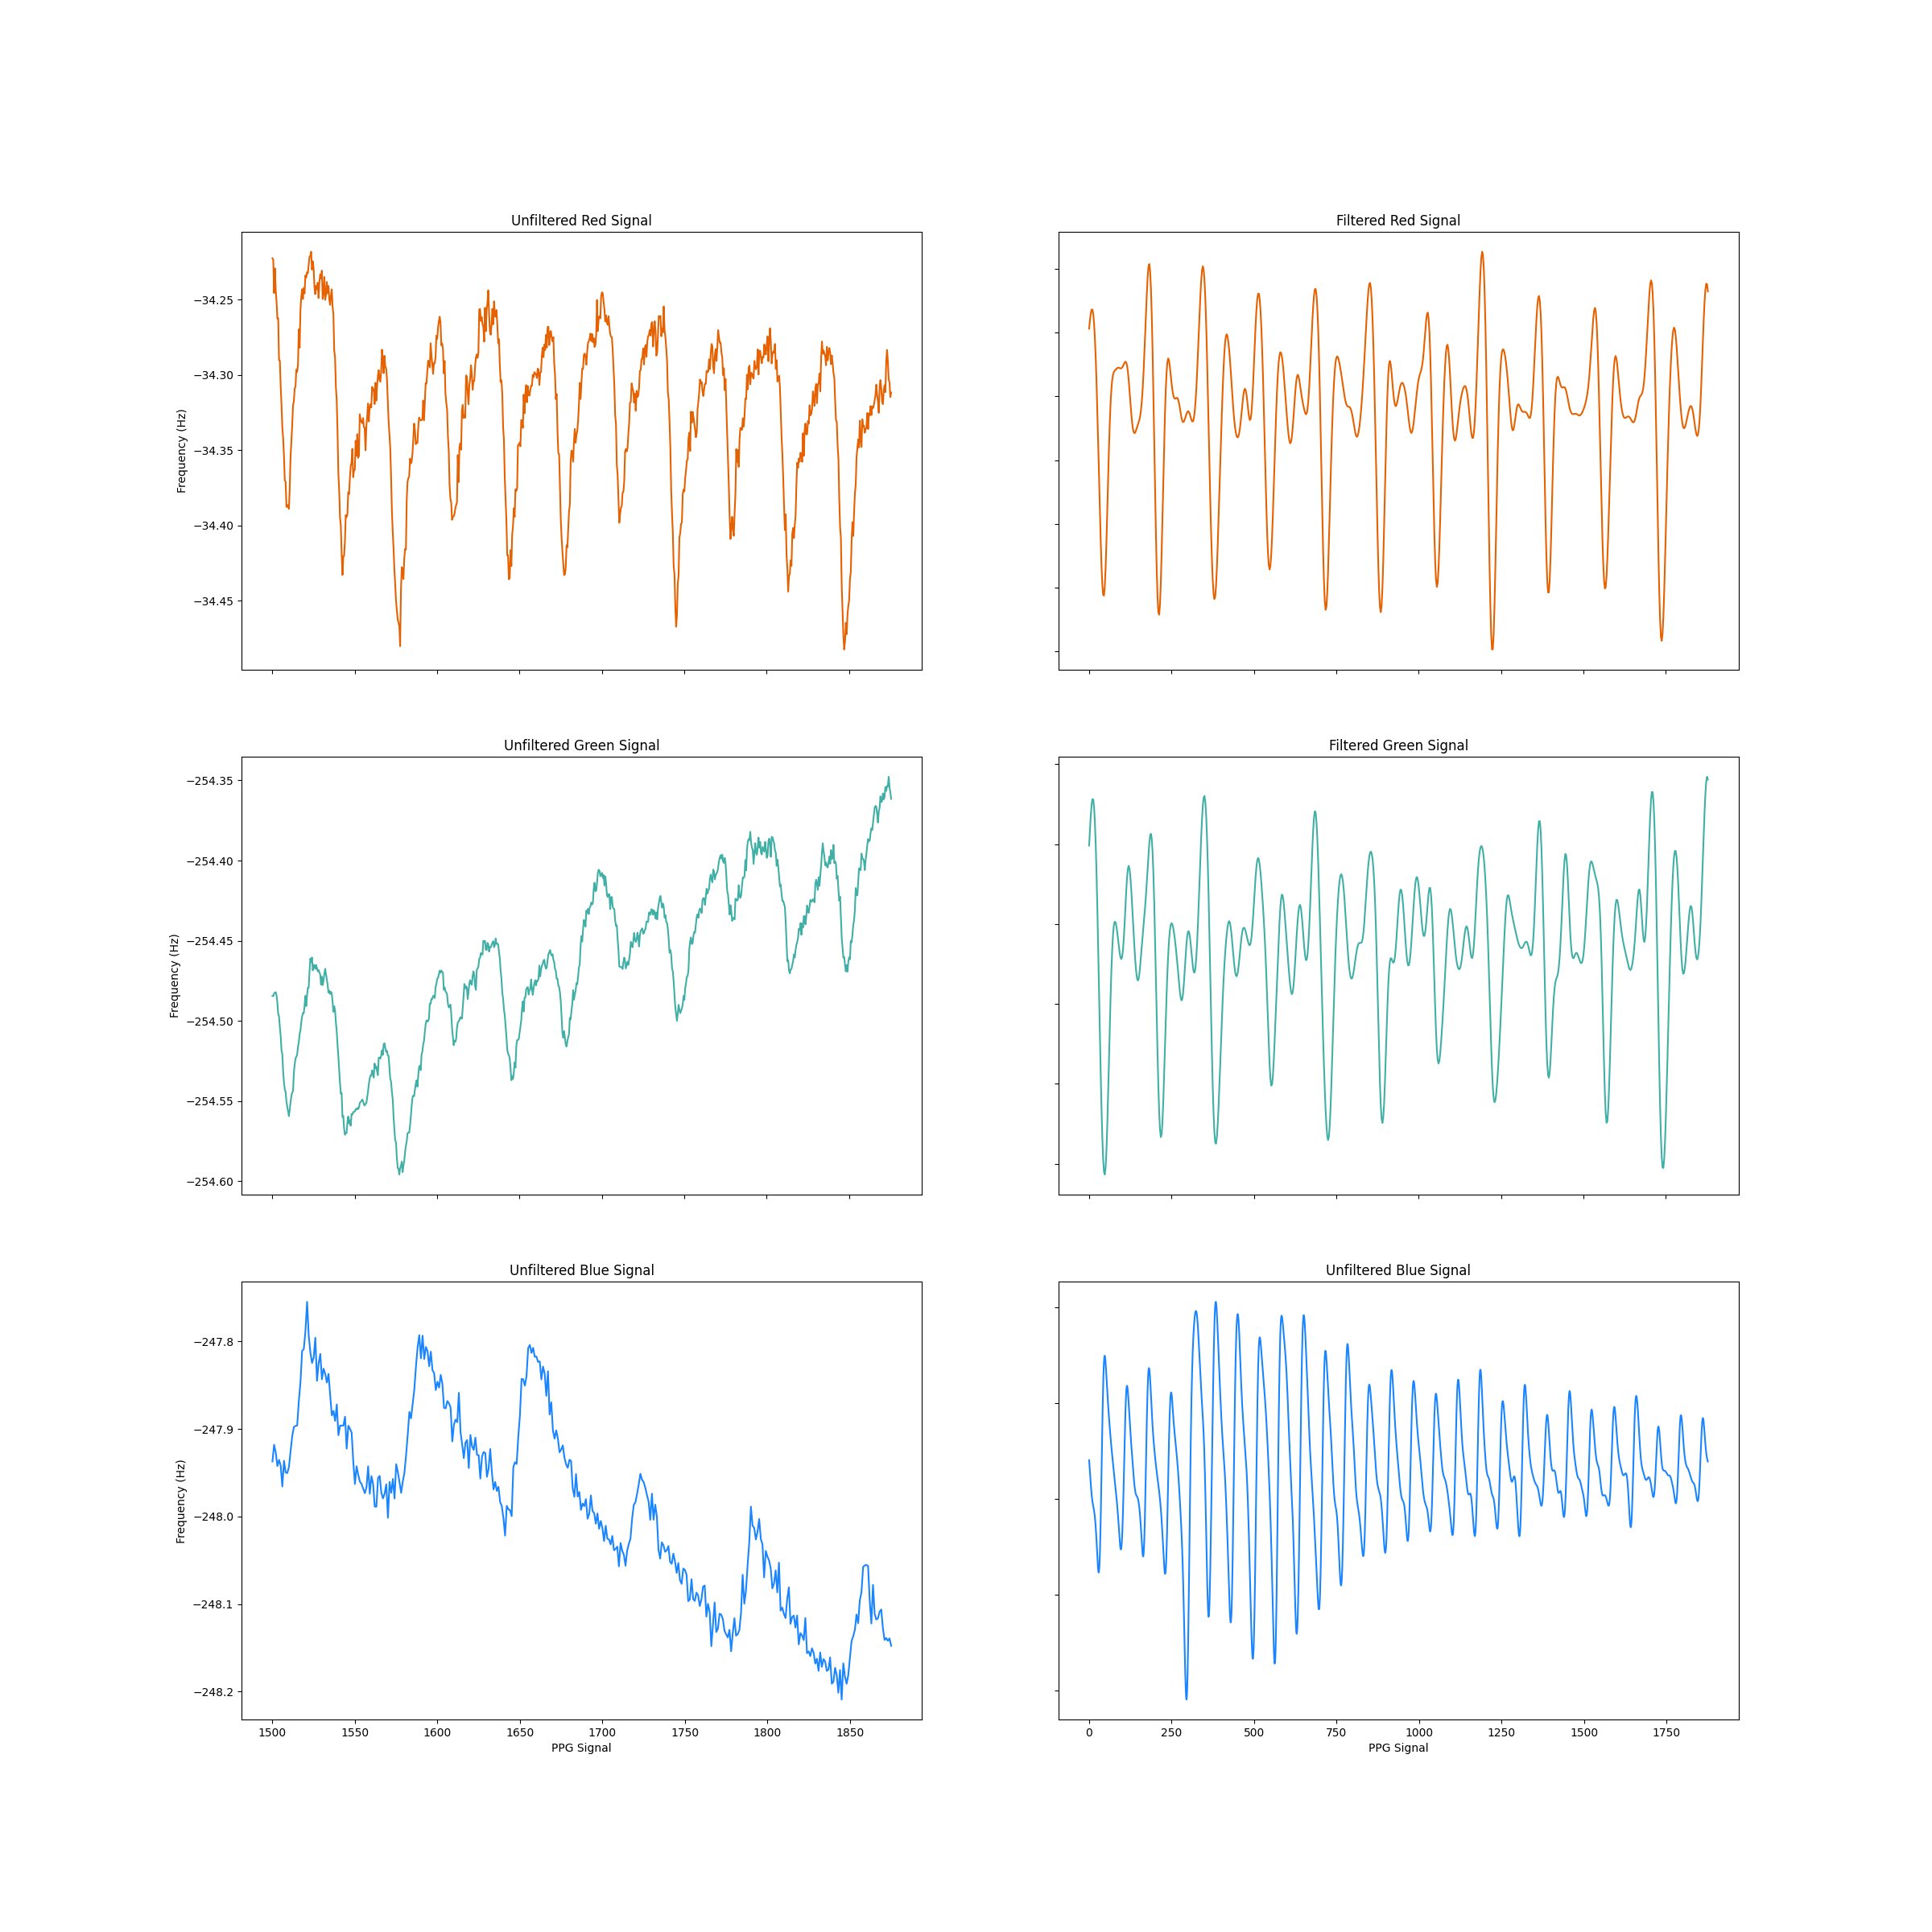 Unfiltered Red Signal
Filtered Red Signal
Frequency (Hz)
−34.25
−34.30
−34.35
−34.40
−34.45
Unfiltered Green Signal
Filtered Green Signal
Frequency (Hz)
−254.35
−254.40
−254.45
−254.50
−254.55
−254.60
Unfiltered Blue Signal
Unfiltered Blue Signal
Frequency (Hz)
−247.8
−247.9
−248.0
−248.1
−248.2
1500 1550 1600 1650 1700 1750 1800 1850
0 250 500 750 1000 1250 1500 1750
PPG Signal
PPG Signal